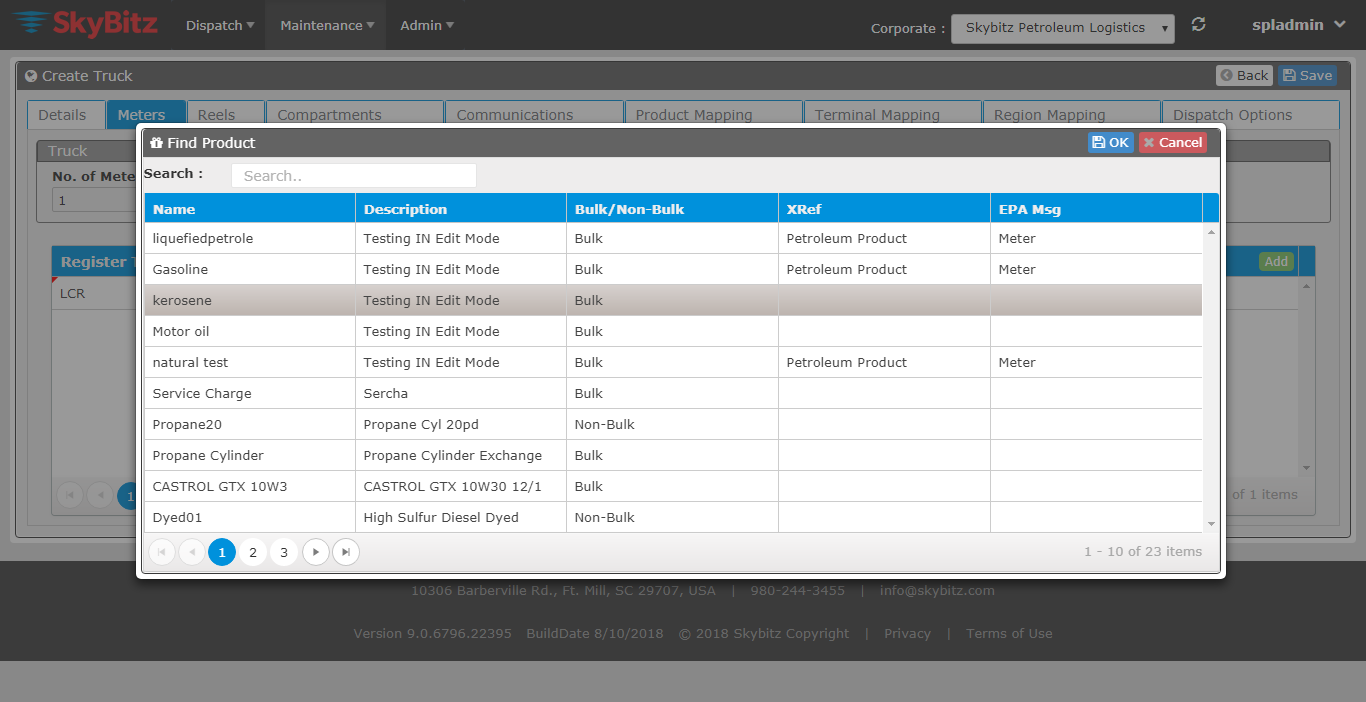 SkyBitz Dispatch Maintenance Admin Corporate : Skybitz Petroleum Logistics spladmin
Create Truck Back Save
Details Meters Reels Compartments Communications Product Mapping Terminal Mapping Region Mapping Dispatch Options
Truck
No. of Mete
1
Register T Add
LCR
1 of 1 items
Find Product OK Cancel
Search : Search..
Name Description Bulk/Non-Bulk XRef EPA Msg
liquefiedpetrole Testing IN Edit Mode Bulk Petroleum Product Meter
Gasoline Testing IN Edit Mode Bulk Petroleum Product Meter
kerosene Testing IN Edit Mode Bulk
Motor oil Testing IN Edit Mode Bulk
natural test Testing IN Edit Mode Bulk Petroleum Product Meter
Service Charge Sercha Bulk
Propane20 Propane Cyl 20pd Non-Bulk
Propane Cylinder Propane Cylinder Exchange Bulk
CASTROL GTX 10W3 CASTROL GTX 10W30 12/1 Bulk
Dyed01 High Sulfur Diesel Dyed Non-Bulk
1 2 3 1 - 10 of 23 items
10306 Barberville Rd., Ft. Mill, SC 29707, USA | 980-244-3455 | info@skybitz.com
Version 9.0.6796.22395 BuildDate 8/10/2018 © 2018 Skybitz Copyright | Privacy | Terms of Use